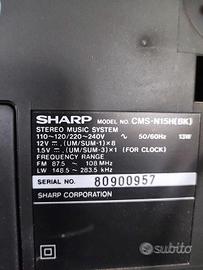 SHARP MODEL NO. CMS-N15H(BK)
STEREO MUSIC SYSTEM
110~120/220~240V ~ 50/60Hz 13W
12V ⎓ (UM/SUM-1)×8
1.5V ⎓ (UM/SUM-3)×1 (FOR CLOCK)
FREQUENCY RANGE
FM 87.5 ~ 108 MHz
LW 148.5 ~ 283.5 kHz
SERIAL NO. 80900957
SHARP CORPORATION
subito